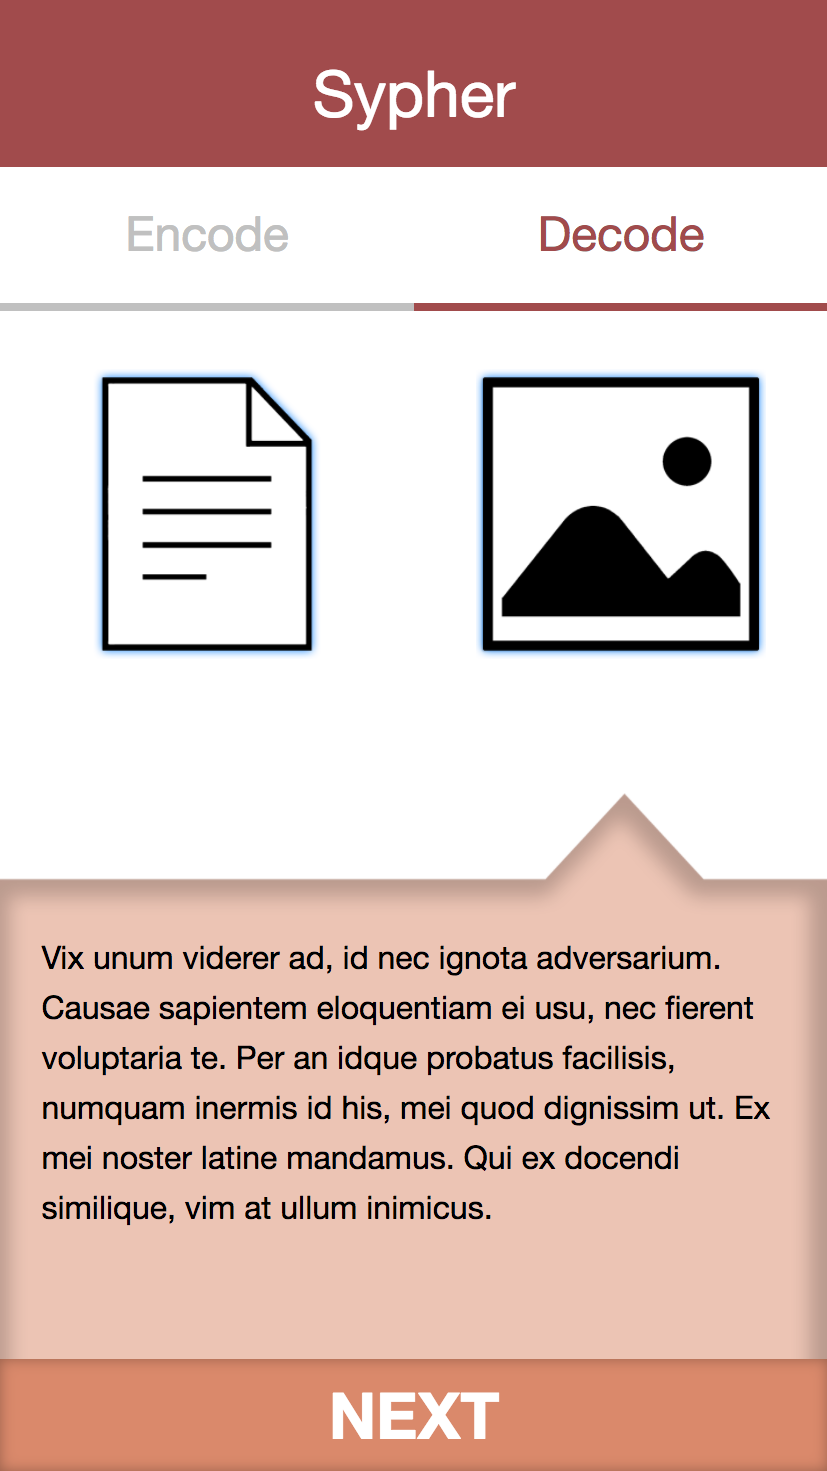 Sypher
Encode Decode
Vix unum viderer ad, id nec ignota adversarium.
Causae sapientem eloquentiam ei usu, nec fierent
voluptaria te. Per an idque probatus facilisis,
numquam inermis id his, mei quod dignissim ut. Ex
mei noster latine mandamus. Qui ex docendi
similique, vim at ullum inimicus.
NEXT